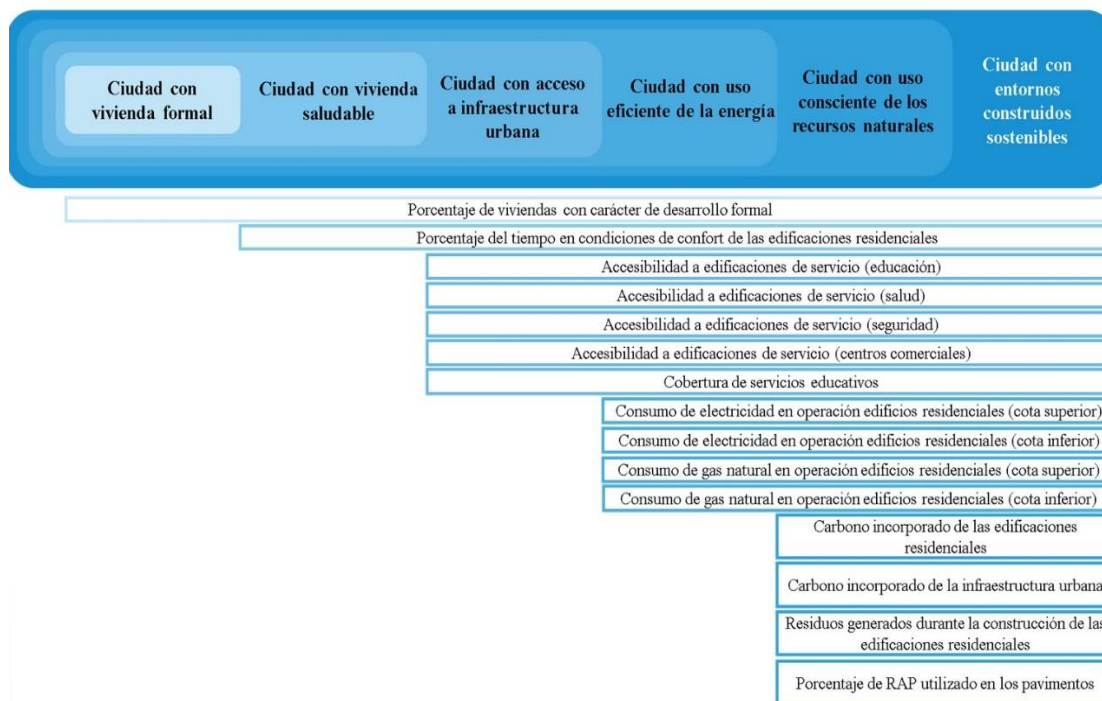 Ciudad con
vivienda formal
Ciudad con vivienda
saludable
Ciudad con acceso
a infraestructura
urbana
Ciudad con uso
eficiente de la energía
Ciudad con uso
consciente de los
recursos naturales
Ciudad con
entornos
construidos
sostenibles
Porcentaje de viviendas con carácter de desarrollo formal
Porcentaje del tiempo en condiciones de confort de las edificaciones residenciales
Accesibilidad a edificaciones de servicio (educación)
Accesibilidad a edificaciones de servicio (salud)
Accesibilidad a edificaciones de servicio (seguridad)
Accesibilidad a edificaciones de servicio (centros comerciales)
Cobertura de servicios educativos
Consumo de electricidad en operación edificios residenciales (cota superior)
Consumo de electricidad en operación edificios residenciales (cota inferior)
Consumo de gas natural en operación edificios residenciales (cota superior)
Consumo de gas natural en operación edificios residenciales (cota inferior)
Carbono incorporado de las edificaciones
residenciales
Carbono incorporado de la infraestructura urbana
Residuos generados durante la construcción de las
edificaciones residenciales
Porcentaje de RAP utilizado en los pavimentos